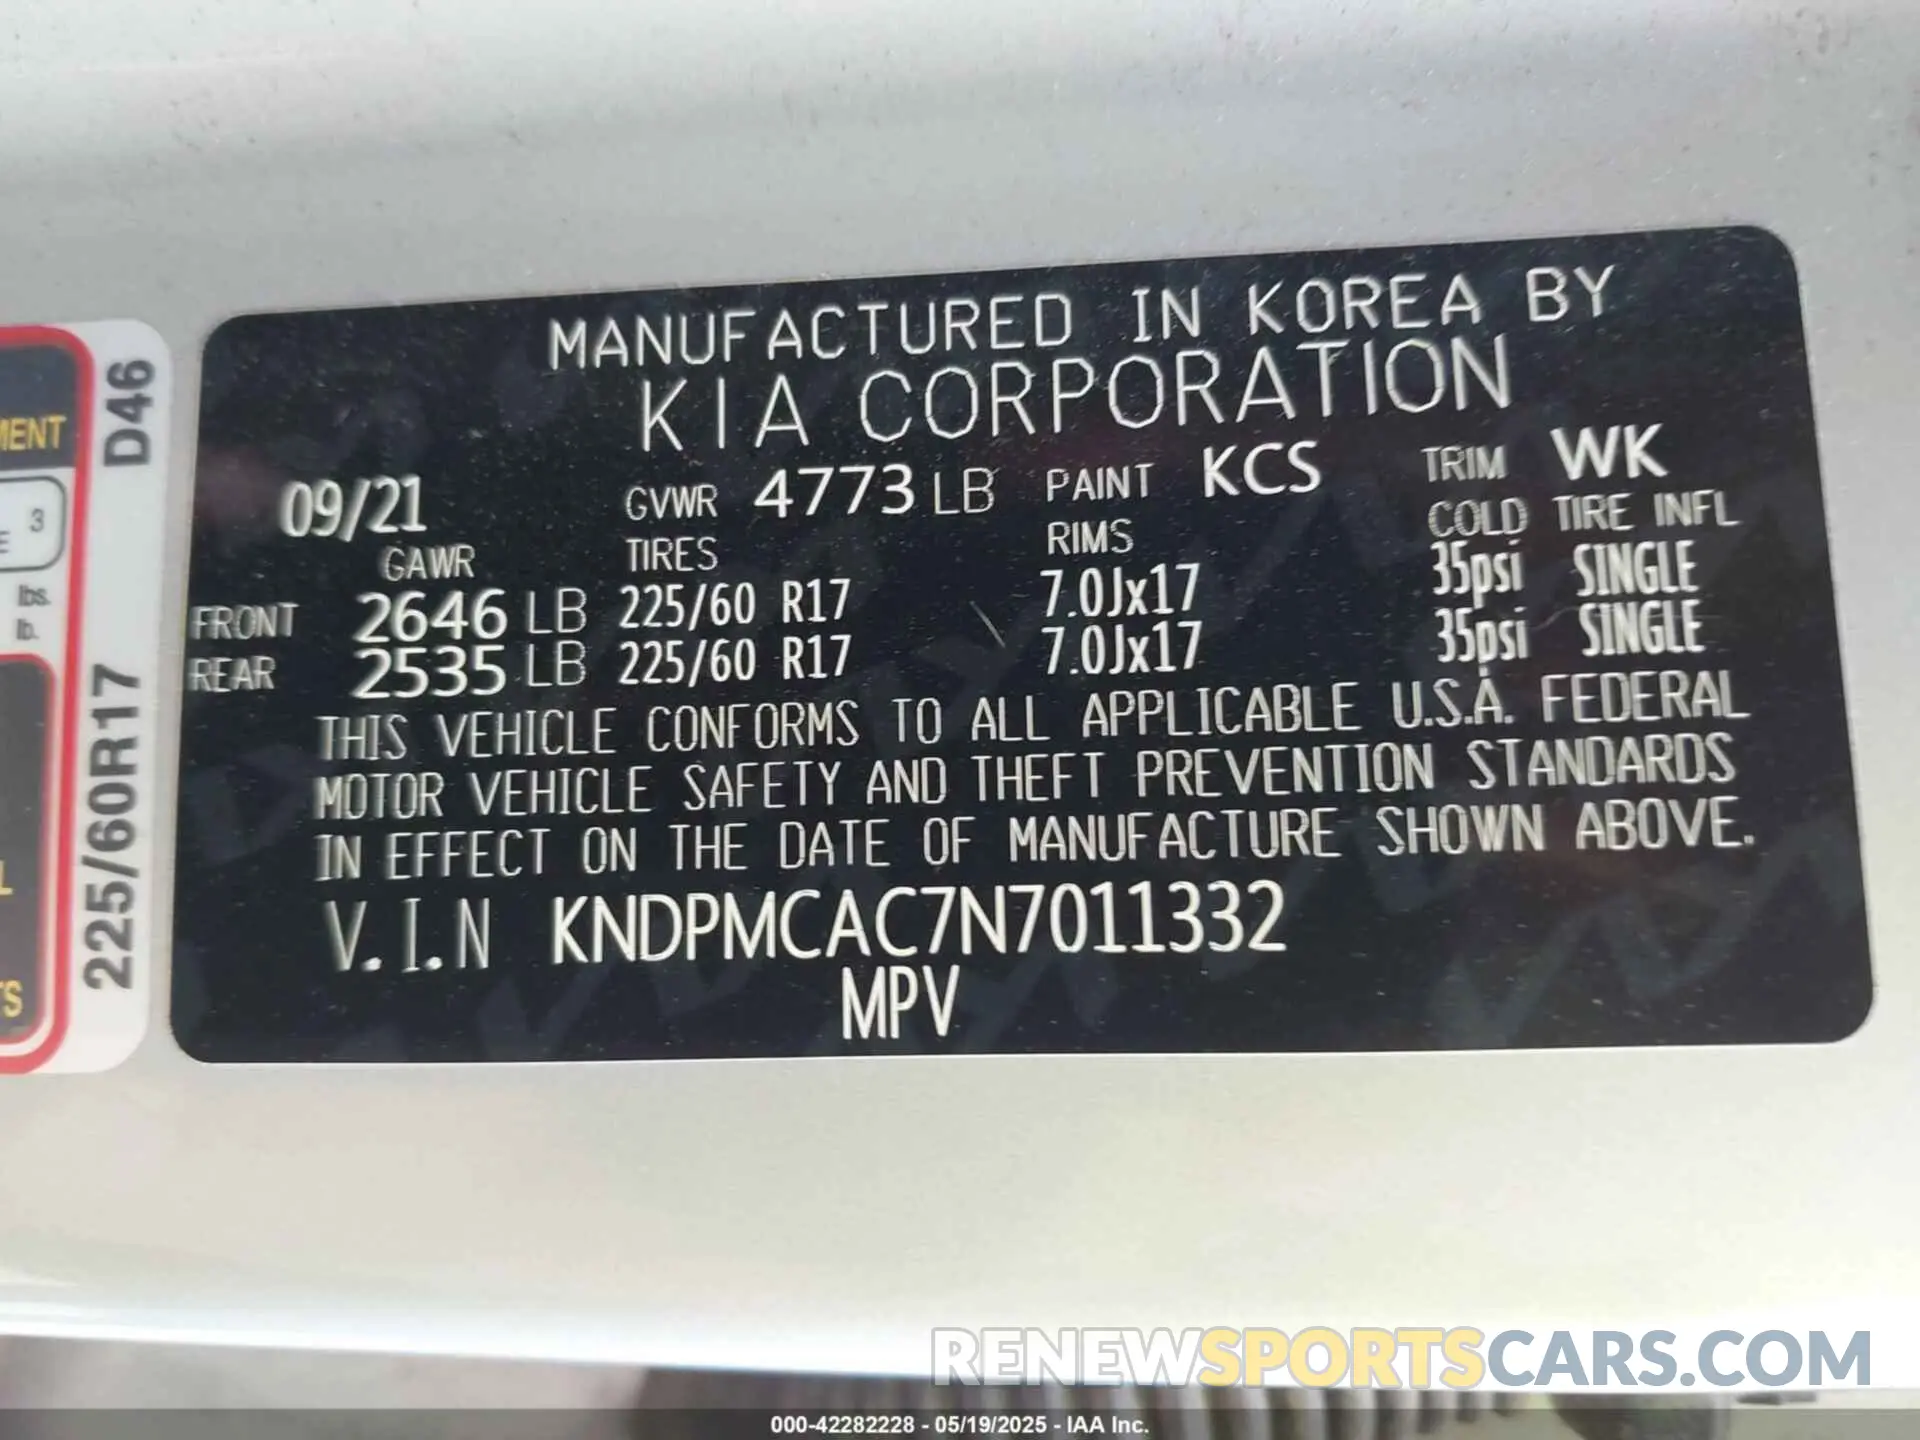 MANUFACTURED IN KOREA BY
KIA CORPORATION
09/21 GVWR 4773 LB PAINT KCS TRIM WK
GAWR TIRES RIMS COLD TIRE INFL
FRONT 2646 LB 225/60 R17 7.0Jx17 35psi SINGLE
REAR 2535 LB 225/60 R17 7.0Jx17 35psi SINGLE
THIS VEHICLE CONFORMS TO ALL APPLICABLE U.S.A. FEDERAL
MOTOR VEHICLE SAFETY AND THEFT PREVENTION STANDARDS
IN EFFECT ON THE DATE OF MANUFACTURE SHOWN ABOVE.
V.I.N KNDPMCAC7N7011332
MPV
D46
225/60R17
3
lbs.
lb.
RENEWSPORTSCARS.COM
000-42282228 - 05/19/2025 - IAA Inc.